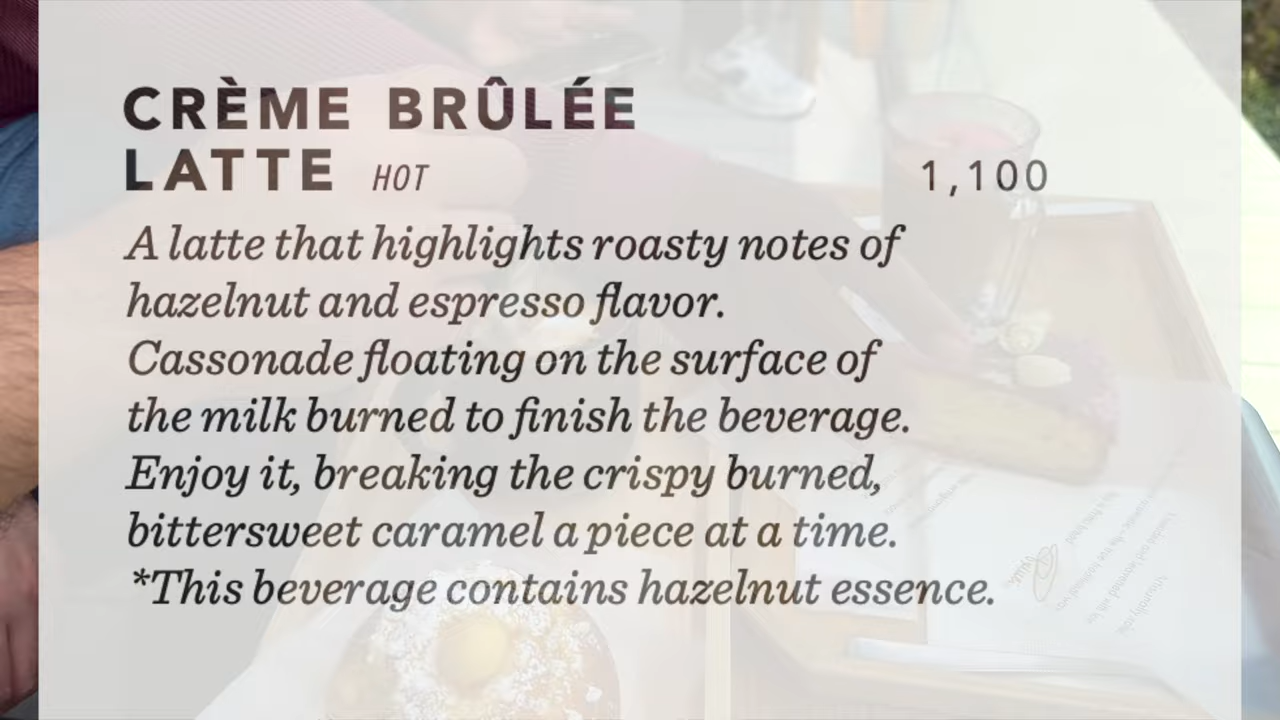 CRÈME BRÛLÉE
LATTE HOT 1,100
A latte that highlights roasty notes of
hazelnut and espresso flavor.
Cassonade floating on the surface of
the milk burned to finish the beverage.
Enjoy it, breaking the crispy burned,
bittersweet caramel a piece at a time.
*This beverage contains hazelnut essence.